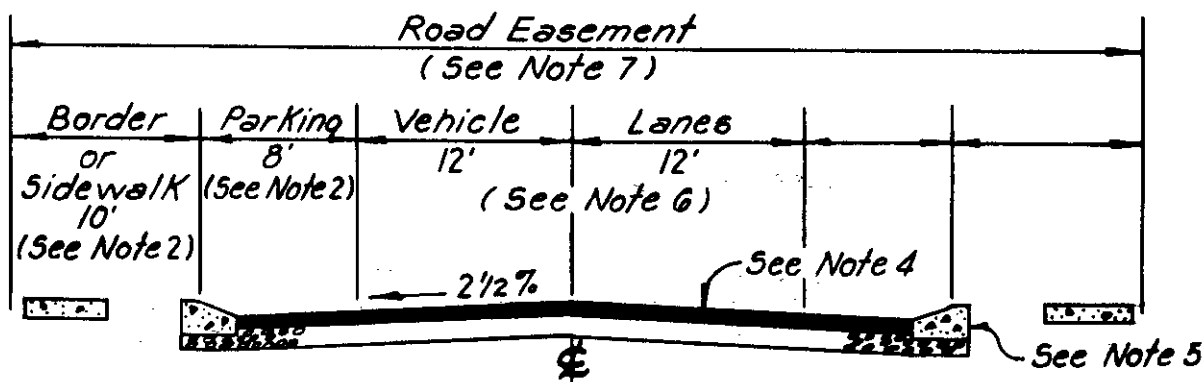 Road Easement
(See Note 7)
Border
or
Sidewalk
10'
(See Note 2)
Parking
8'
(See Note 2)
Vehicle
12'
Lanes
12'
(See Note 6)
2 1/2 %
See Note 4
See Note 5
℄